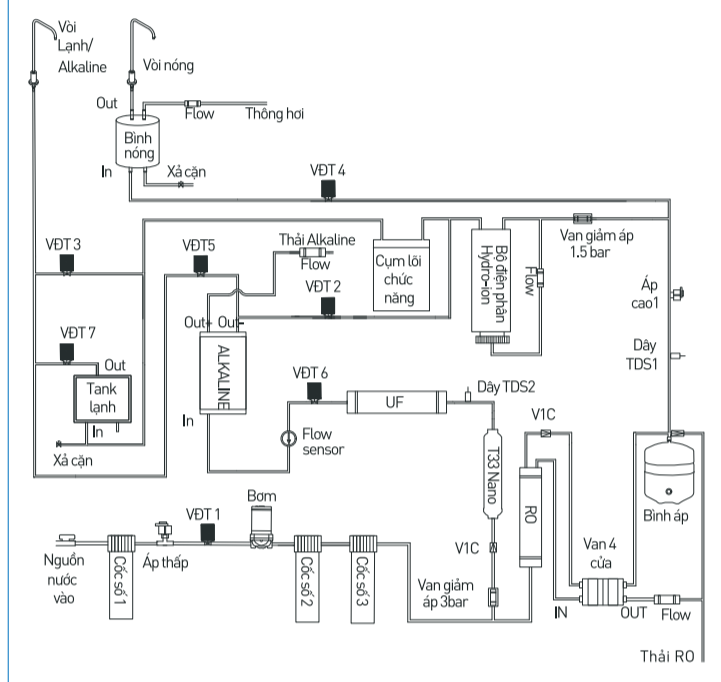 Vòi
Lạnh/
Alkaline
Vòi nóng
Out
Flow
Thông hơi
Bình
nóng
In
Xả cặn
VĐT 4
VĐT 3
VĐT5
Thải Alkaline
Flow
VĐT 2
Cụm lõi
chức
năng
Bộ điện phân
Hydro-ion
Flow
Van giảm áp
1.5 bar
Áp
cao1
Dây
TDS1
VĐT 7
Out
Tank
lạnh
In
Xả cặn
Out+
Out-
ALKALINE
In
VĐT 6
UF
Dây TDS2
Flow
sensor
T33 Nano
V1C
RO
V1C
Bình áp
Van 4
cửa
IN
OUT
Flow
Thải RO
Nguồn
nước
vào
Cốc số 1
Áp thấp
VĐT 1
Bơm
Cốc số 2
Cốc số 3
Van giảm
áp 3bar